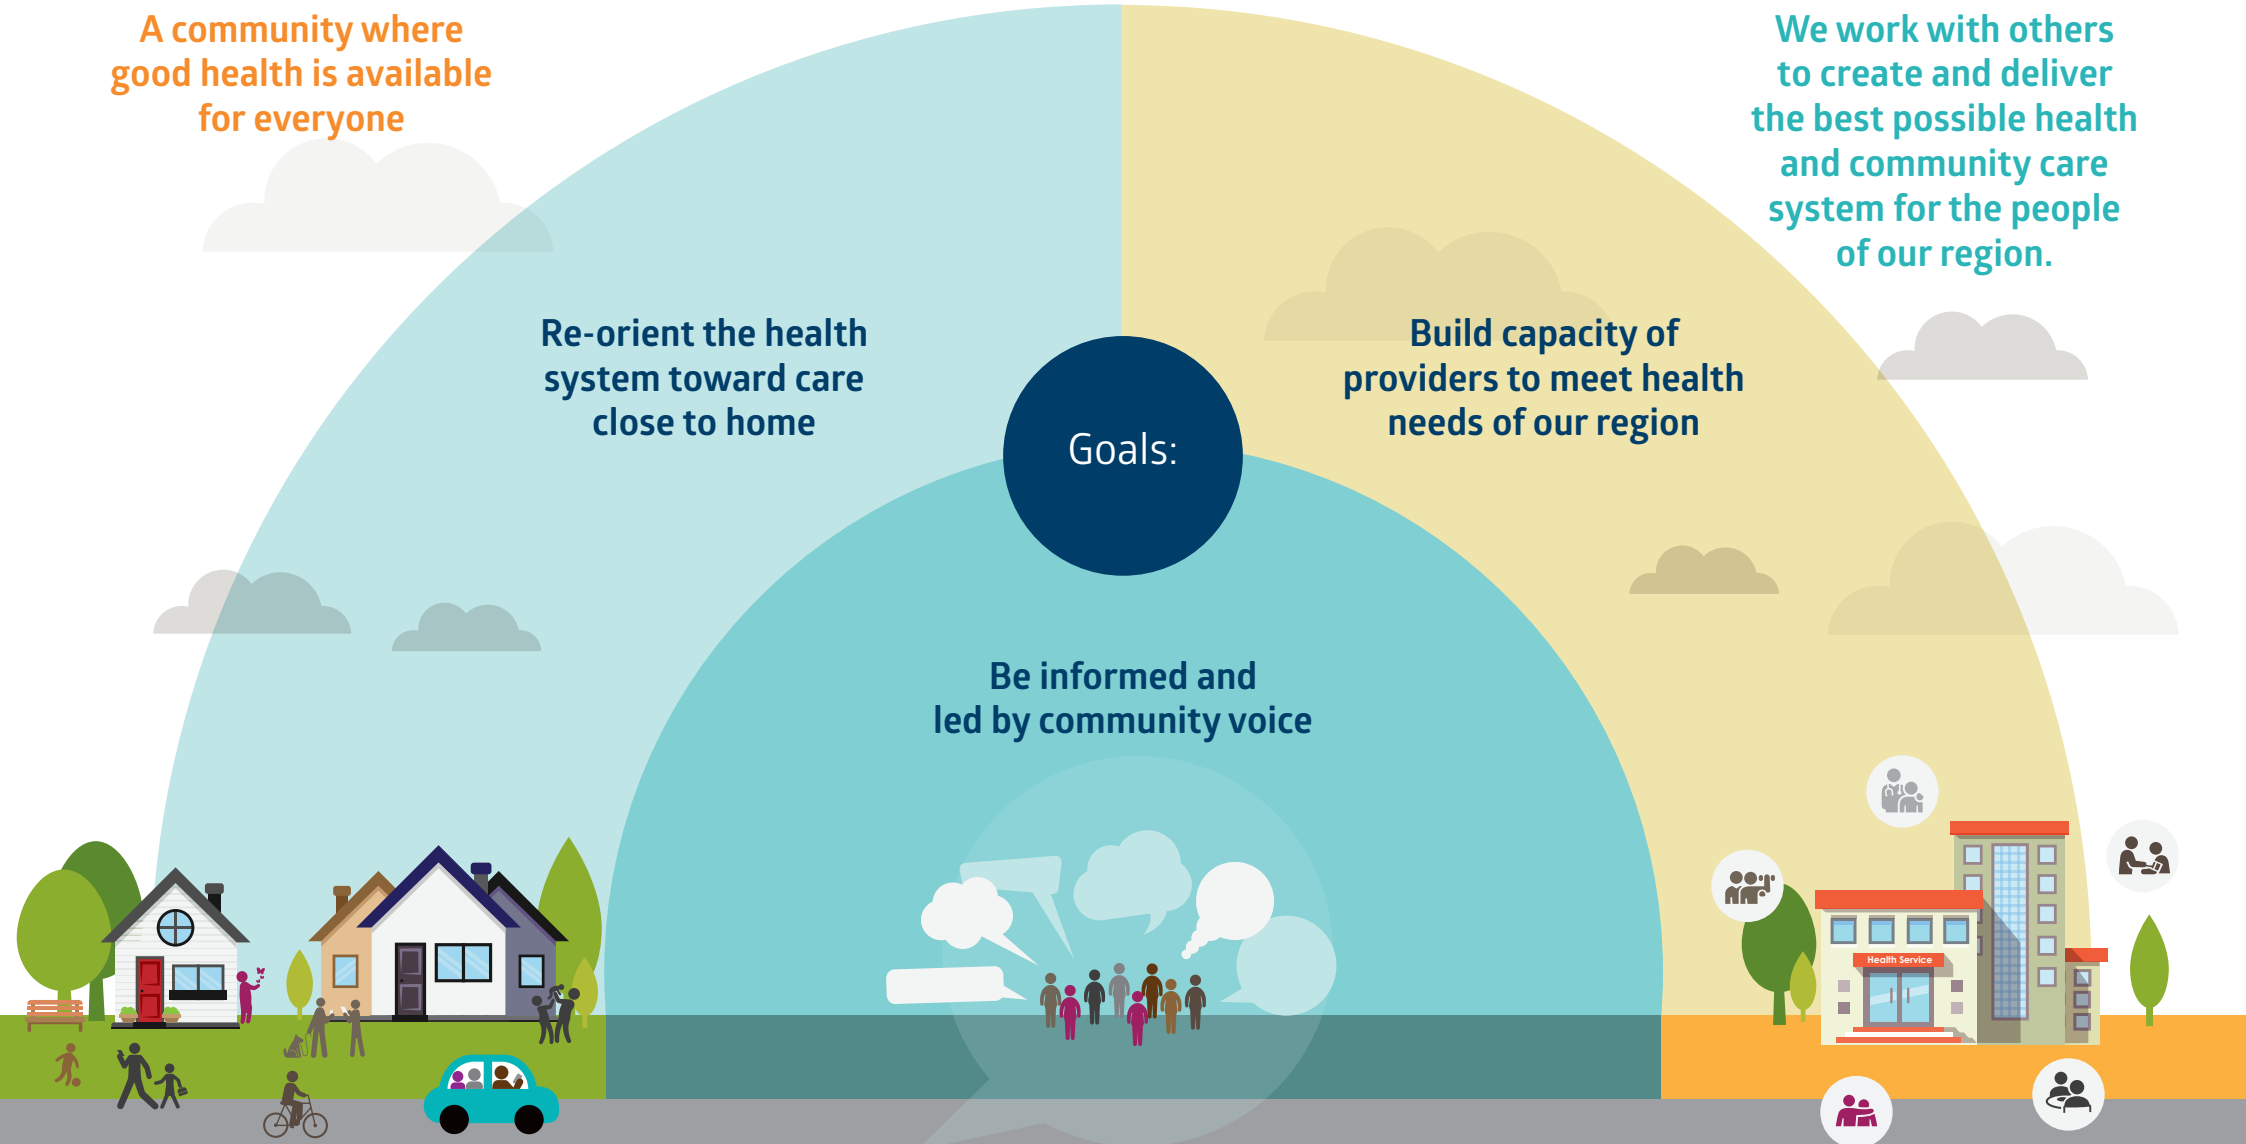 A community where
good health is available
for everyone
We work with others
to create and deliver
the best possible health
and community care
system for the people
of our region.
Re-orient the health
system toward care
close to home
Goals:
Build capacity of
providers to meet health
needs of our region
Be informed and
led by community voice
Health Service